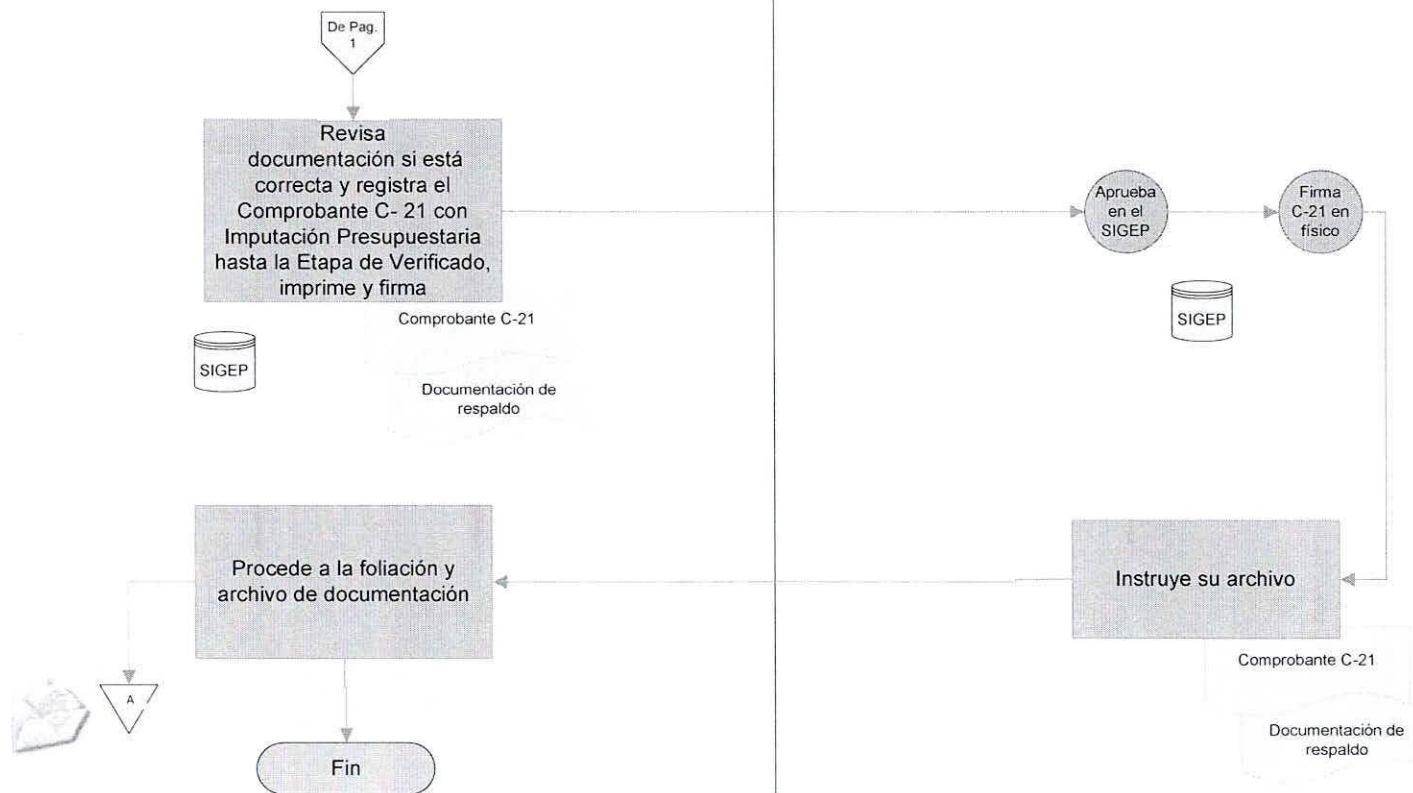 De Pag.
1
Revisa
documentación si está
correcta y registra el
Comprobante C- 21 con
Imputación Presupuestaria
hasta la Etapa de Verificado,
imprime y firma
Comprobante C-21
SIGEP
Documentación de
respaldo
Aprueba
en el
SIGEP
Firma
C-21 en
físico
SIGEP
Instruye su archivo
Comprobante C-21
Documentación de
respaldo
Procede a la foliación y
archivo de documentación
A
Fin